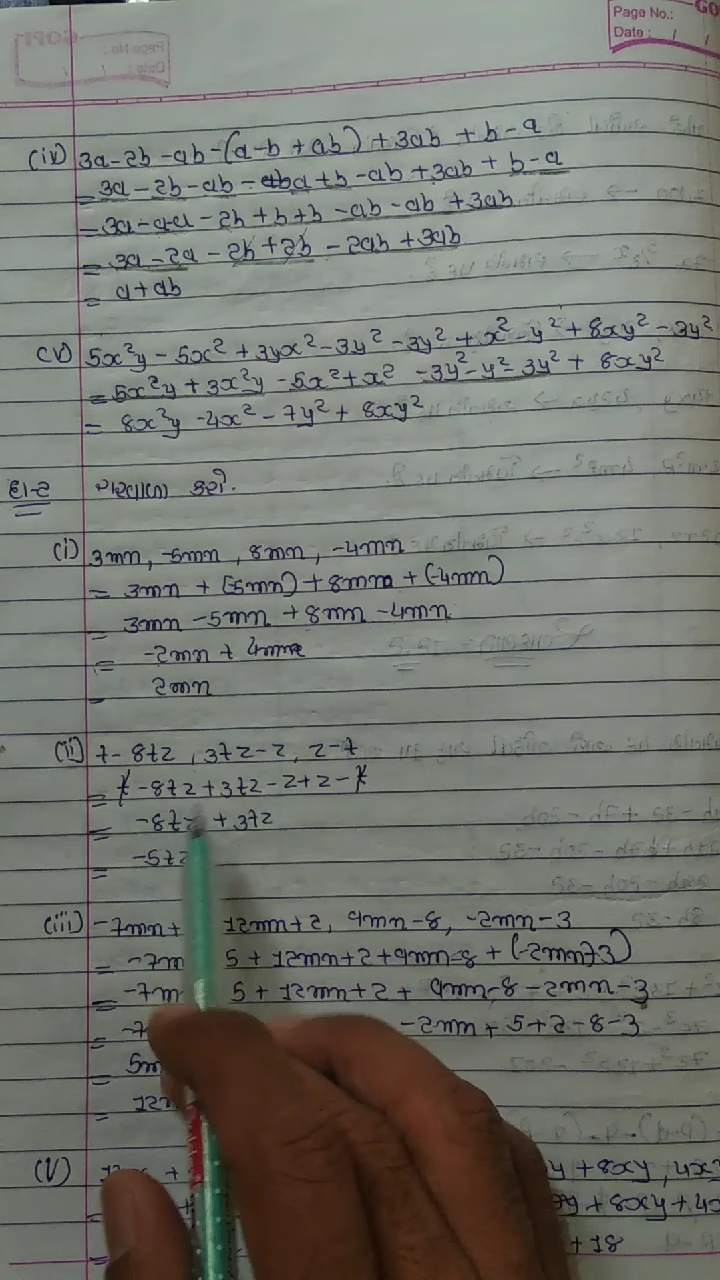 Page No.:
Date : / /
(iv) 3a-2b-ab-(a-b+ab)+3ab+b-a
= 3a-2b-ab-a+b-ab+3ab+b-a
= 3a-a-a-2b+b+b-ab-ab+3ab
= 3a-2a-2b+2b-2ab+3ab
= a+ab
(v) 5x²y-5x²+3yx²-3y²-3y²+x²-y²+8xy²-3y²
= 5x²y+3x²y-5x²+x²-3y²-y²-3y²+8xy²
= 8x²y-4x²-7y²+8xy²
દા-૨ સરવાળા કરો.
(i) 3mn, -5mn, 8mn, -4mn
= 3mn+(-5mn)+8mn+(-4mn)
= 3mn-5mn+8mn-4mn
= -2mn+4mn
= 2mn
(ii) t-8tz, 3tz-z, z-t
= t-8tz+3tz-z+z-t
= -8tz+3tz
= -5tz
(iii) -7mn+ 12mn+2, 9mn-8, -2mn-3
= -7m 5+12mn+2+9mn-8+(-2mn-3)
= -7m 5+12mn+2+9mn-8-2mn-3
= -7 -2mn+5+2-8-3
= 5m
= 12
(V) + y+8xy, 4x
= y+8xy+4x
= +18